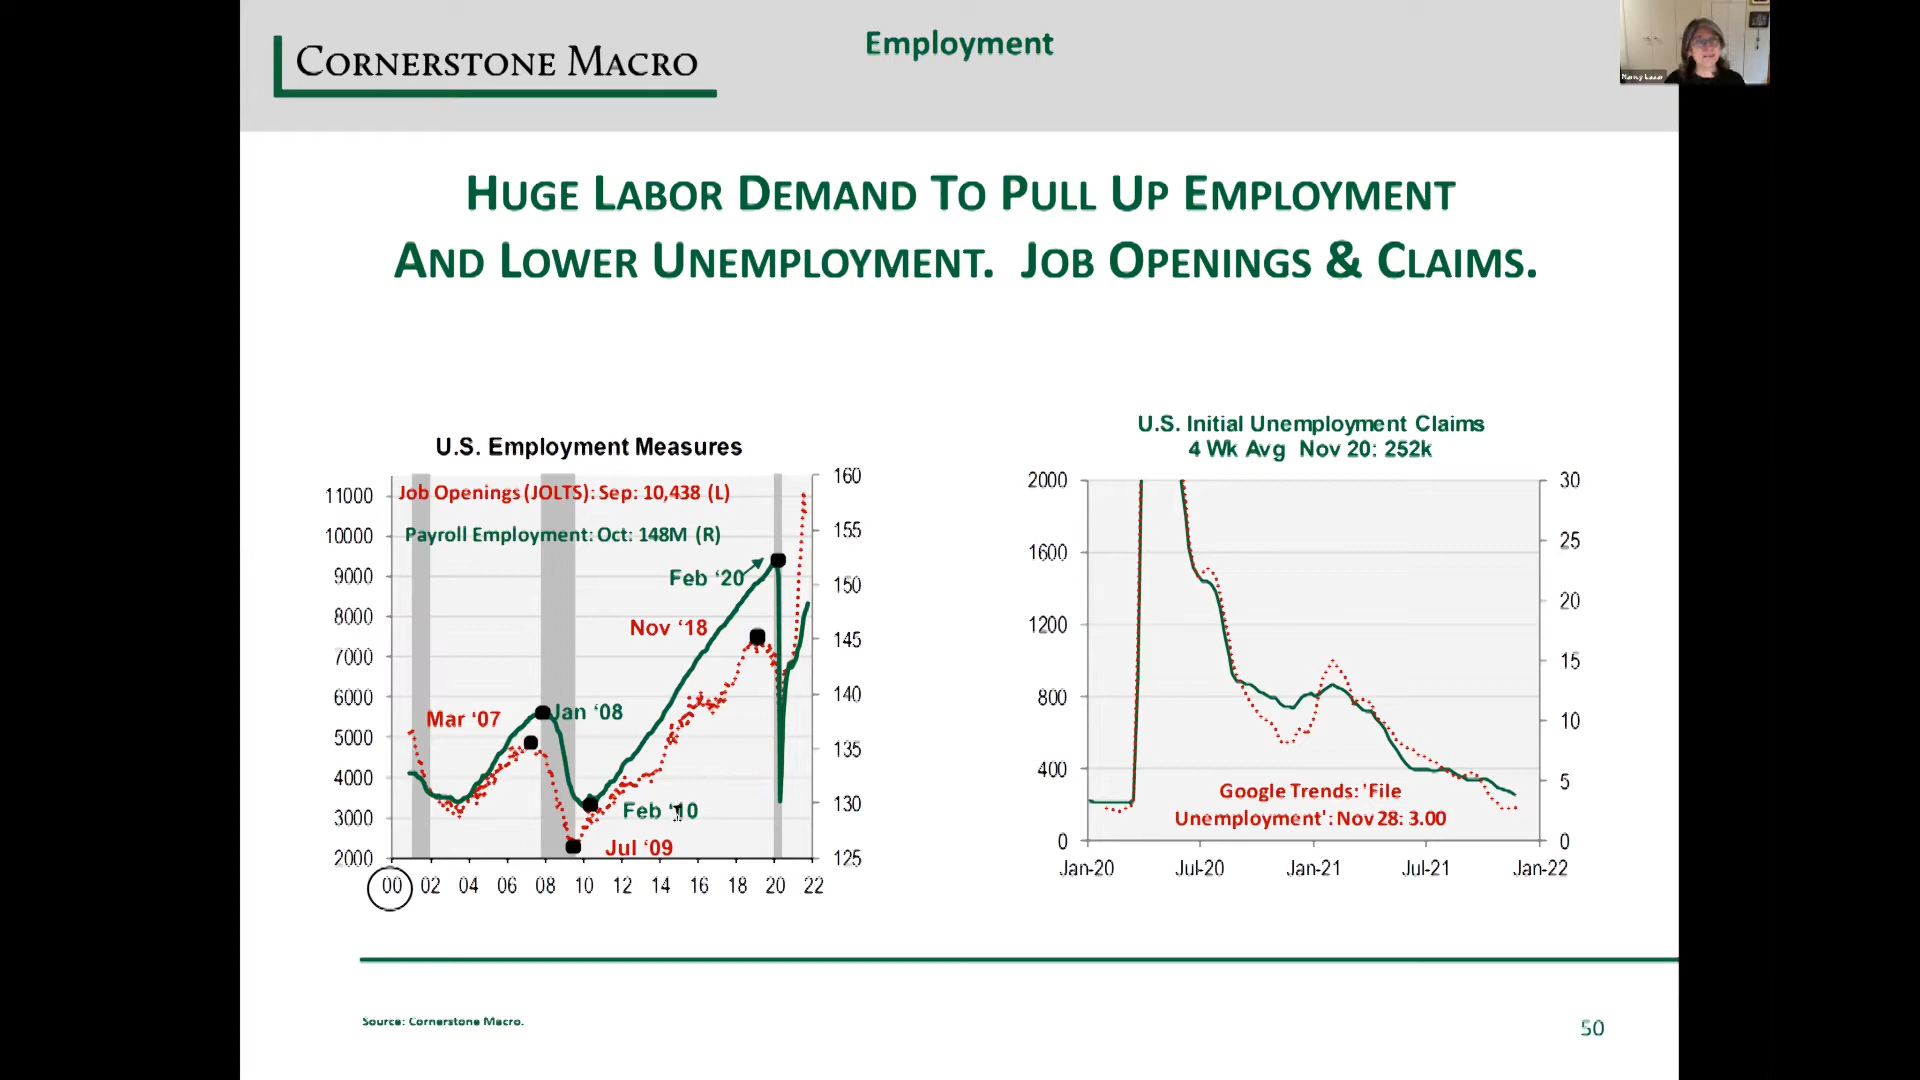 CORNERSTONE MACRO
Employment
Nancy Lazar
HUGE LABOR DEMAND TO PULL UP EMPLOYMENT
AND LOWER UNEMPLOYMENT. JOB OPENINGS & CLAIMS.
U.S. Employment Measures
Job Openings (JOLTS): Sep: 10,438 (L)
Payroll Employment: Oct: 148M (R)
Feb ‘20
Nov ‘18
Mar ‘07
Jan ‘08
Feb ‘10
Jul ‘09
11000
10000
9000
8000
7000
6000
5000
4000
3000
2000
160
155
150
145
140
135
130
125
00 02 04 06 08 10 12 14 16 18 20 22
U.S. Initial Unemployment Claims
4 Wk Avg Nov 20: 252k
2000
1600
1200
800
400
0
30
25
20
15
10
5
0
Google Trends: 'File
Unemployment': Nov 28: 3.00
Jan-20 Jul-20 Jan-21 Jul-21 Jan-22
Source: Cornerstone Macro.
50